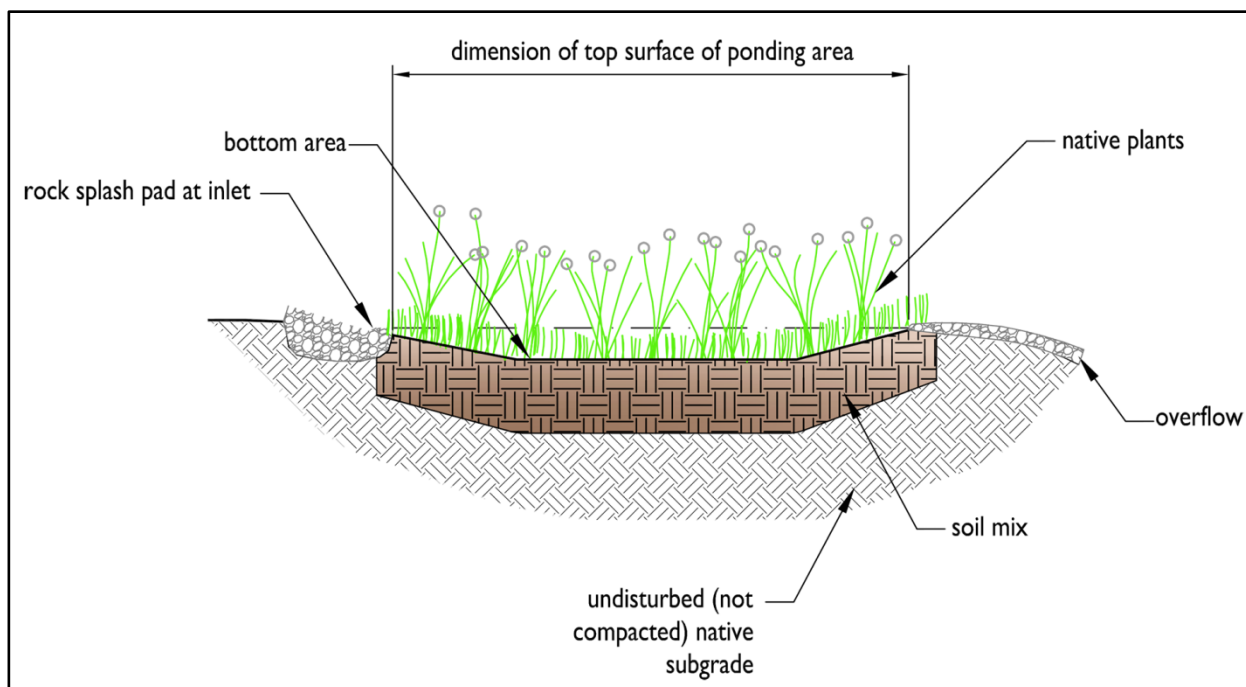 dimension of top surface of ponding area
bottom area
native plants
rock splash pad at inlet
overflow
soil mix
undisturbed (not
compacted) native
subgrade